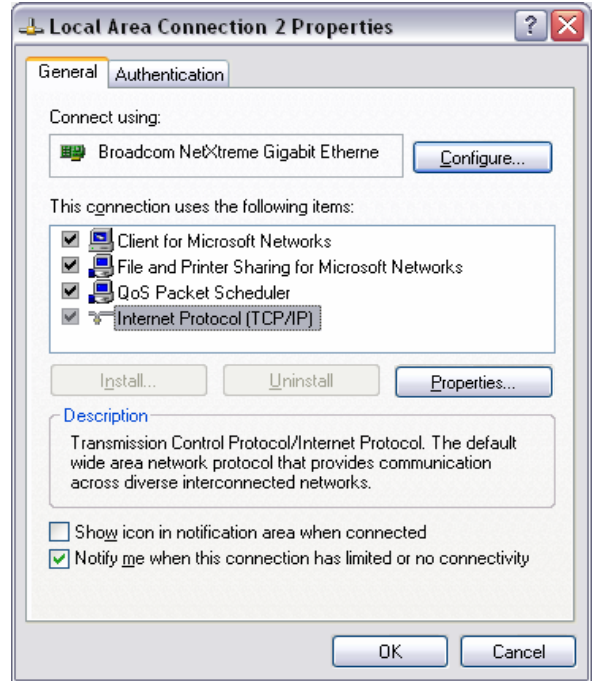 Local Area Connection 2 Properties
General Authentication
Connect using:
Broadcom NetXtreme Gigabit Etherne Configure...
This connection uses the following items:
Client for Microsoft Networks
File and Printer Sharing for Microsoft Networks
QoS Packet Scheduler
Internet Protocol (TCP/IP)
Install... Uninstall Properties...
Description
Transmission Control Protocol/Internet Protocol. The default
wide area network protocol that provides communication
across diverse interconnected networks.
Show icon in notification area when connected
Notify me when this connection has limited or no connectivity
OK Cancel